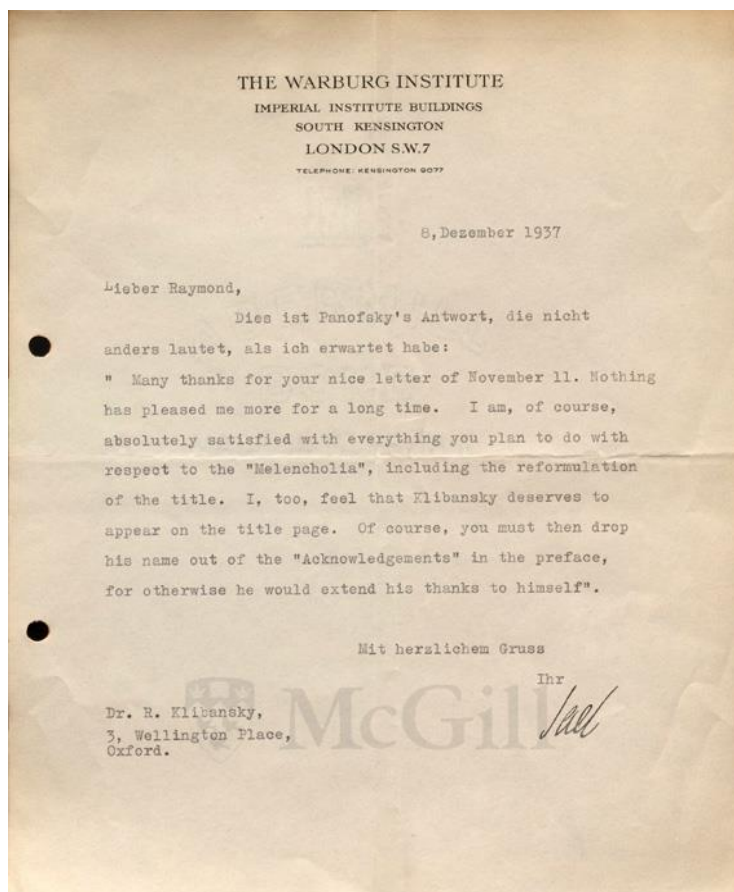 THE WARBURG INSTITUTE
IMPERIAL INSTITUTE BUILDINGS
SOUTH KENSINGTON
LONDON S.W.7
TELEPHONE: KENSINGTON 9077
8,Dezember 1937
Lieber Raymond,
Dies ist Panofsky's Antwort, die nicht
anders lautet, als ich erwartet habe:
" Many thanks for your nice letter of November 11. Nothing
has pleased me more for a long time. I am, of course,
absolutely satisfied with everything you plan to do with
respect to the "Melencholia", including the reformulation
of the title. I, too, feel that Klibansky deserves to
appear on the title page. Of course, you must then drop
his name out of the "Acknowledgements" in the preface,
for otherwise he would extend his thanks to himself".
Mit herzlichem Gruss
Ihr
Saxl
Dr. R. Klibansky,
3, Wellington Place,
Oxford.
McGill